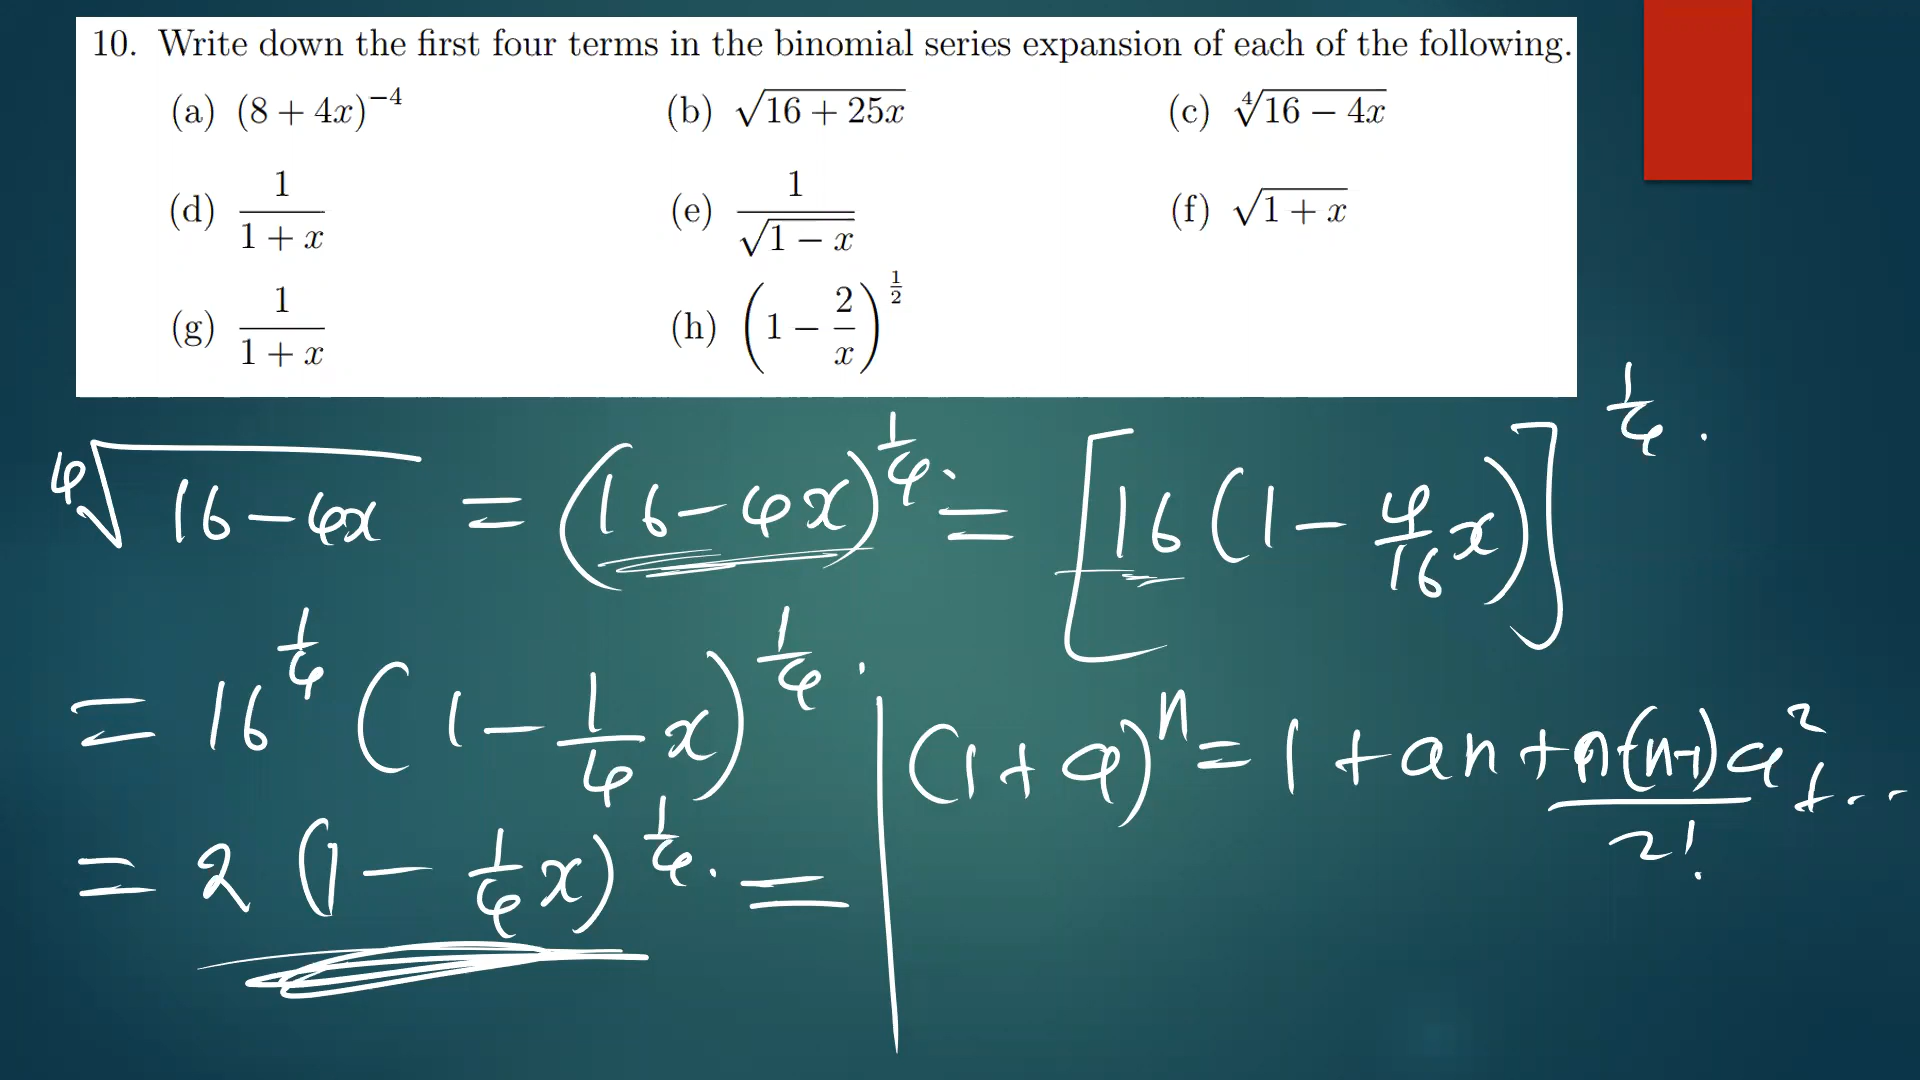 10. Write down the first four terms in the binomial series expansion of each of the following.
(a) (8 + 4x)⁻⁴ (b) √(16 + 25x) (c) ∜(16 − 4x)
(d) 1/(1 + x) (e) 1/√(1 − x) (f) √(1 + x)
(g) 1/(1 + x) (h) (1 − 2/x)^(1/2)
∜(16 − 4x) = (16 − 4x)^(1/4) = [16(1 − 4/16 x)]^(1/4)
= 16^(1/4) (1 − 1/4 x)^(1/4)
(1 + a)^n = 1 + an + n(n-1)a²/2! + ...
= 2 (1 − 1/4 x)^(1/4) =